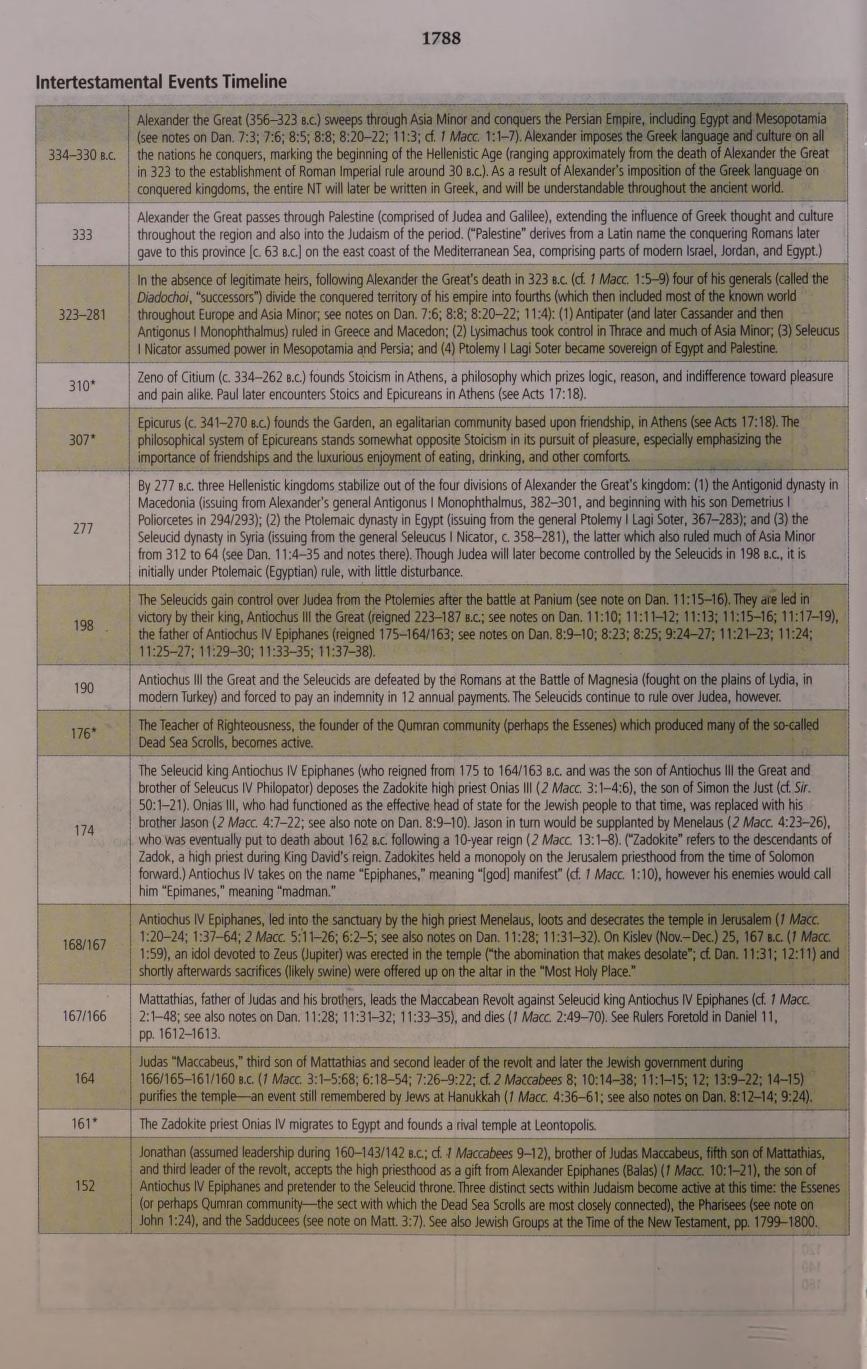 1788
Intertestamental Events Timeline
334–330 B.C.
Alexander the Great (356–323 B.C.) sweeps through Asia Minor and conquers the Persian Empire, including Egypt and Mesopotamia
(see notes on Dan. 7:3; 7:6; 8:5; 8:8; 8:20–22; 11:3; cf. 1 Macc. 1:1–7). Alexander imposes the Greek language and culture on all
the nations he conquers, marking the beginning of the Hellenistic Age (ranging approximately from the death of Alexander the Great
in 323 to the establishment of Roman Imperial rule around 30 B.C.). As a result of Alexander's imposition of the Greek language on
conquered kingdoms, the entire NT will later be written in Greek, and will be understandable throughout the ancient world.
333
Alexander the Great passes through Palestine (comprised of Judea and Galilee), extending the influence of Greek thought and culture
throughout the region and also into the Judaism of the period. ("Palestine" derives from a Latin name the conquering Romans later
gave to this province [c. 63 B.C.] on the east coast of the Mediterranean Sea, comprising parts of modern Israel, Jordan, and Egypt.)
323–281
In the absence of legitimate heirs, following Alexander the Great's death in 323 B.C. (cf. 1 Macc. 1:5–9) four of his generals (called the
Diadochoi, "successors") divide the conquered territory of his empire into fourths (which then included most of the known world
throughout Europe and Asia Minor; see notes on Dan. 7:6; 8:8; 8:20–22; 11:4): (1) Antipater (and later Cassander and then
Antigonus I Monophthalmus) ruled in Greece and Macedon; (2) Lysimachus took control in Thrace and much of Asia Minor; (3) Seleucus
I Nicator assumed power in Mesopotamia and Persia; and (4) Ptolemy I Lagi Soter became sovereign of Egypt and Palestine.
310*
Zeno of Citium (c. 334–262 B.C.) founds Stoicism in Athens, a philosophy which prizes logic, reason, and indifference toward pleasure
and pain alike. Paul later encounters Stoics and Epicureans in Athens (see Acts 17:18).
307*
Epicurus (c. 341–270 B.C.) founds the Garden, an egalitarian community based upon friendship, in Athens (see Acts 17:18). The
philosophical system of Epicureans stands somewhat opposite Stoicism in its pursuit of pleasure, especially emphasizing the
importance of friendships and the luxurious enjoyment of eating, drinking, and other comforts.
277
By 277 B.C. three Hellenistic kingdoms stabilize out of the four divisions of Alexander the Great's kingdom: (1) the Antigonid dynasty in
Macedonia (issuing from Alexander's general Antigonus I Monophthalmus, 382–301, and beginning with his son Demetrius I
Poliorcetes in 294/293); (2) the Ptolemaic dynasty in Egypt (issuing from the general Ptolemy I Lagi Soter, 367–283); and (3) the
Seleucid dynasty in Syria (issuing from the general Seleucus I Nicator, c. 358–281), the latter which also ruled much of Asia Minor
from 312 to 64 (see Dan. 11:4–35 and notes there). Though Judea will later become controlled by the Seleucids in 198 B.C., it is
initially under Ptolemaic (Egyptian) rule, with little disturbance.
198
The Seleucids gain control over Judea from the Ptolemies after the battle at Panium (see note on Dan. 11:15–16). They are led in
victory by their king, Antiochus III the Great (reigned 223–187 B.C.; see notes on Dan. 11:10; 11:11–12; 11:13; 11:15–16; 11:17–19),
the father of Antiochus IV Epiphanes (reigned 175–164/163; see notes on Dan. 8:9–10; 8:23; 8:25; 9:24–27; 11:21–23; 11:24;
11:25–27; 11:29–30; 11:33–35; 11:37–38).
190
Antiochus III the Great and the Seleucids are defeated by the Romans at the Battle of Magnesia (fought on the plains of Lydia, in
modern Turkey) and forced to pay an indemnity in 12 annual payments. The Seleucids continue to rule over Judea, however.
176*
The Teacher of Righteousness, the founder of the Qumran community (perhaps the Essenes) which produced many of the so-called
Dead Sea Scrolls, becomes active.
174
The Seleucid king Antiochus IV Epiphanes (who reigned from 175 to 164/163 B.C. and was the son of Antiochus III the Great and
brother of Seleucus IV Philopator) deposes the Zadokite high priest Onias III (2 Macc. 3:1–4:6), the son of Simon the Just (cf. Sir.
50:1–21). Onias III, who had functioned as the effective head of state for the Jewish people to that time, was replaced with his
brother Jason (2 Macc. 4:7–22; see also note on Dan. 8:9–10). Jason in turn would be supplanted by Menelaus (2 Macc. 4:23–26),
who was eventually put to death about 162 B.C. following a 10-year reign (2 Macc. 13:1–8). ("Zadokite" refers to the descendants of
Zadok, a high priest during King David's reign. Zadokites held a monopoly on the Jerusalem priesthood from the time of Solomon
forward.) Antiochus IV takes on the name "Epiphanes," meaning "[god] manifest" (cf. 1 Macc. 1:10), however his enemies would call
him "Epimanes," meaning "madman."
168/167
Antiochus IV Epiphanes, led into the sanctuary by the high priest Menelaus, loots and desecrates the temple in Jerusalem (1 Macc.
1:20–24; 1:37–64; 2 Macc. 5:11–26; 6:2–5; see also notes on Dan. 11:28; 11:31–32). On Kislev (Nov.–Dec.) 25, 167 B.C. (1 Macc.
1:59), an idol devoted to Zeus (Jupiter) was erected in the temple ("the abomination that makes desolate"; cf. Dan. 11:31; 12:11) and
shortly afterwards sacrifices (likely swine) were offered up on the altar in the "Most Holy Place."
167/166
Mattathias, father of Judas and his brothers, leads the Maccabean Revolt against Seleucid king Antiochus IV Epiphanes (cf. 1 Macc.
2:1–48; see also notes on Dan. 11:28; 11:31–32; 11:33–35), and dies (1 Macc. 2:49–70). See Rulers Foretold in Daniel 11,
pp. 1612–1613.
164
Judas "Maccabeus," third son of Mattathias and second leader of the revolt and later the Jewish government during
166/165–161/160 B.C. (1 Macc. 3:1–5:68; 6:18–54; 7:26–9:22; cf. 2 Maccabees 8; 10:14–38; 11:1–15; 12; 13:9–22; 14–15)
purifies the temple—an event still remembered by Jews at Hanukkah (1 Macc. 4:36–61; see also notes on Dan. 8:12–14; 9:24).
161*
The Zadokite priest Onias IV migrates to Egypt and founds a rival temple at Leontopolis.
152
Jonathan (assumed leadership during 160–143/142 B.C.; cf. 1 Maccabees 9–12), brother of Judas Maccabeus, fifth son of Mattathias,
and third leader of the revolt, accepts the high priesthood as a gift from Alexander Epiphanes (Balas) (1 Macc. 10:1–21), the son of
Antiochus IV Epiphanes and pretender to the Seleucid throne. Three distinct sects within Judaism become active at this time: the Essenes
(or perhaps Qumran community—the sect with which the Dead Sea Scrolls are most closely connected), the Pharisees (see note on
John 1:24), and the Sadducees (see note on Matt. 3:7). See also Jewish Groups at the Time of the New Testament, pp. 1799–1800.